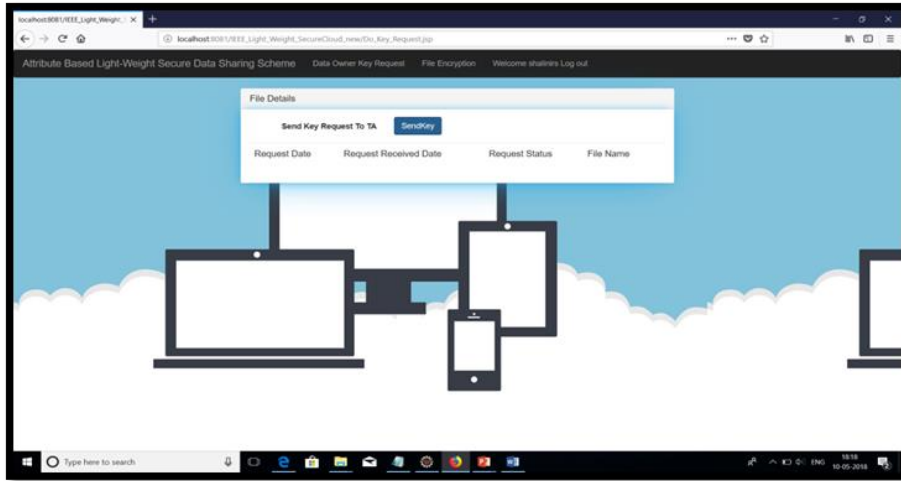 localhost:8081/IEEE_Light_Weight_
localhost:8081/IEEE_Light_Weight_SecureCloud_new/Do_Key_Request.jsp
Attribute Based Light-Weight Secure Data Sharing Scheme Data Owner Key Request File Encryption Welcome shalinirs Log out
File Details
Send Key Request To TA SendKey
Request Date Request Received Date Request Status File Name
Type here to search
ENG
18:18
10-05-2018